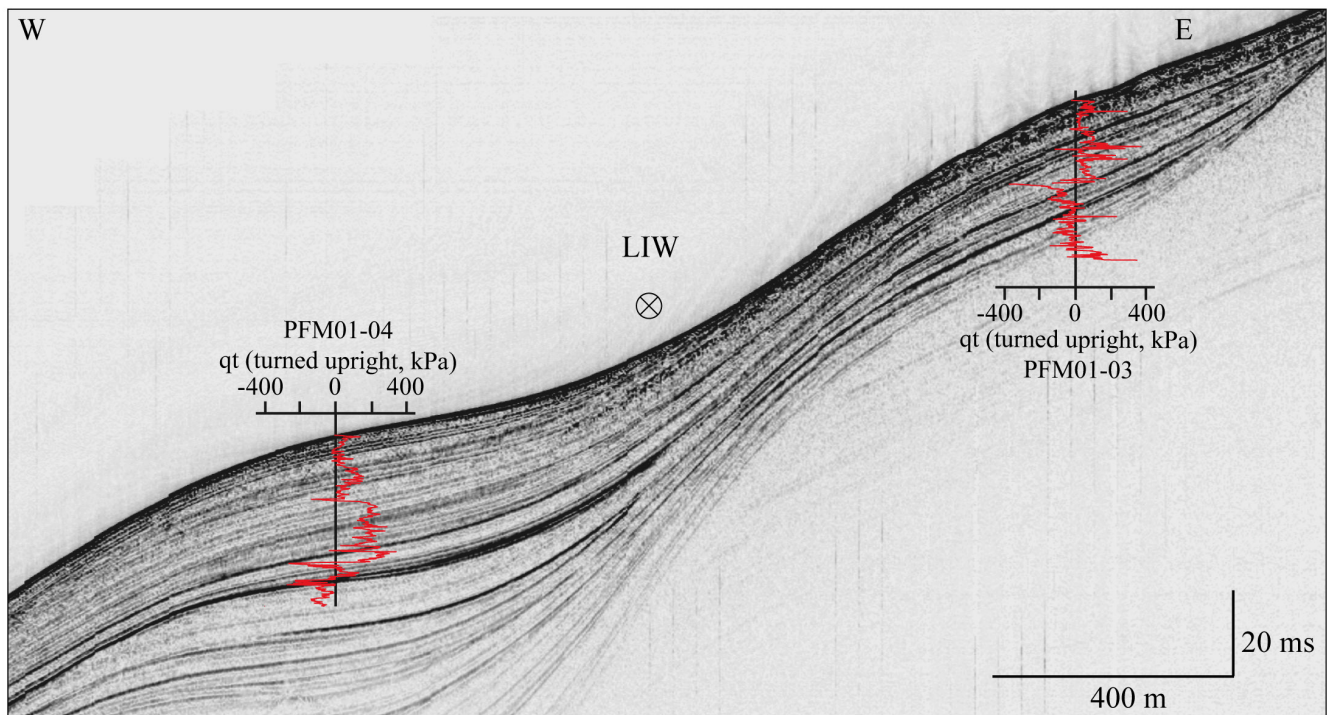 W
E
LIW
PFM01-04
qt (turned upright, kPa)
-400 0 400
-400 0 400
qt (turned upright, kPa)
PFM01-03
20 ms
400 m